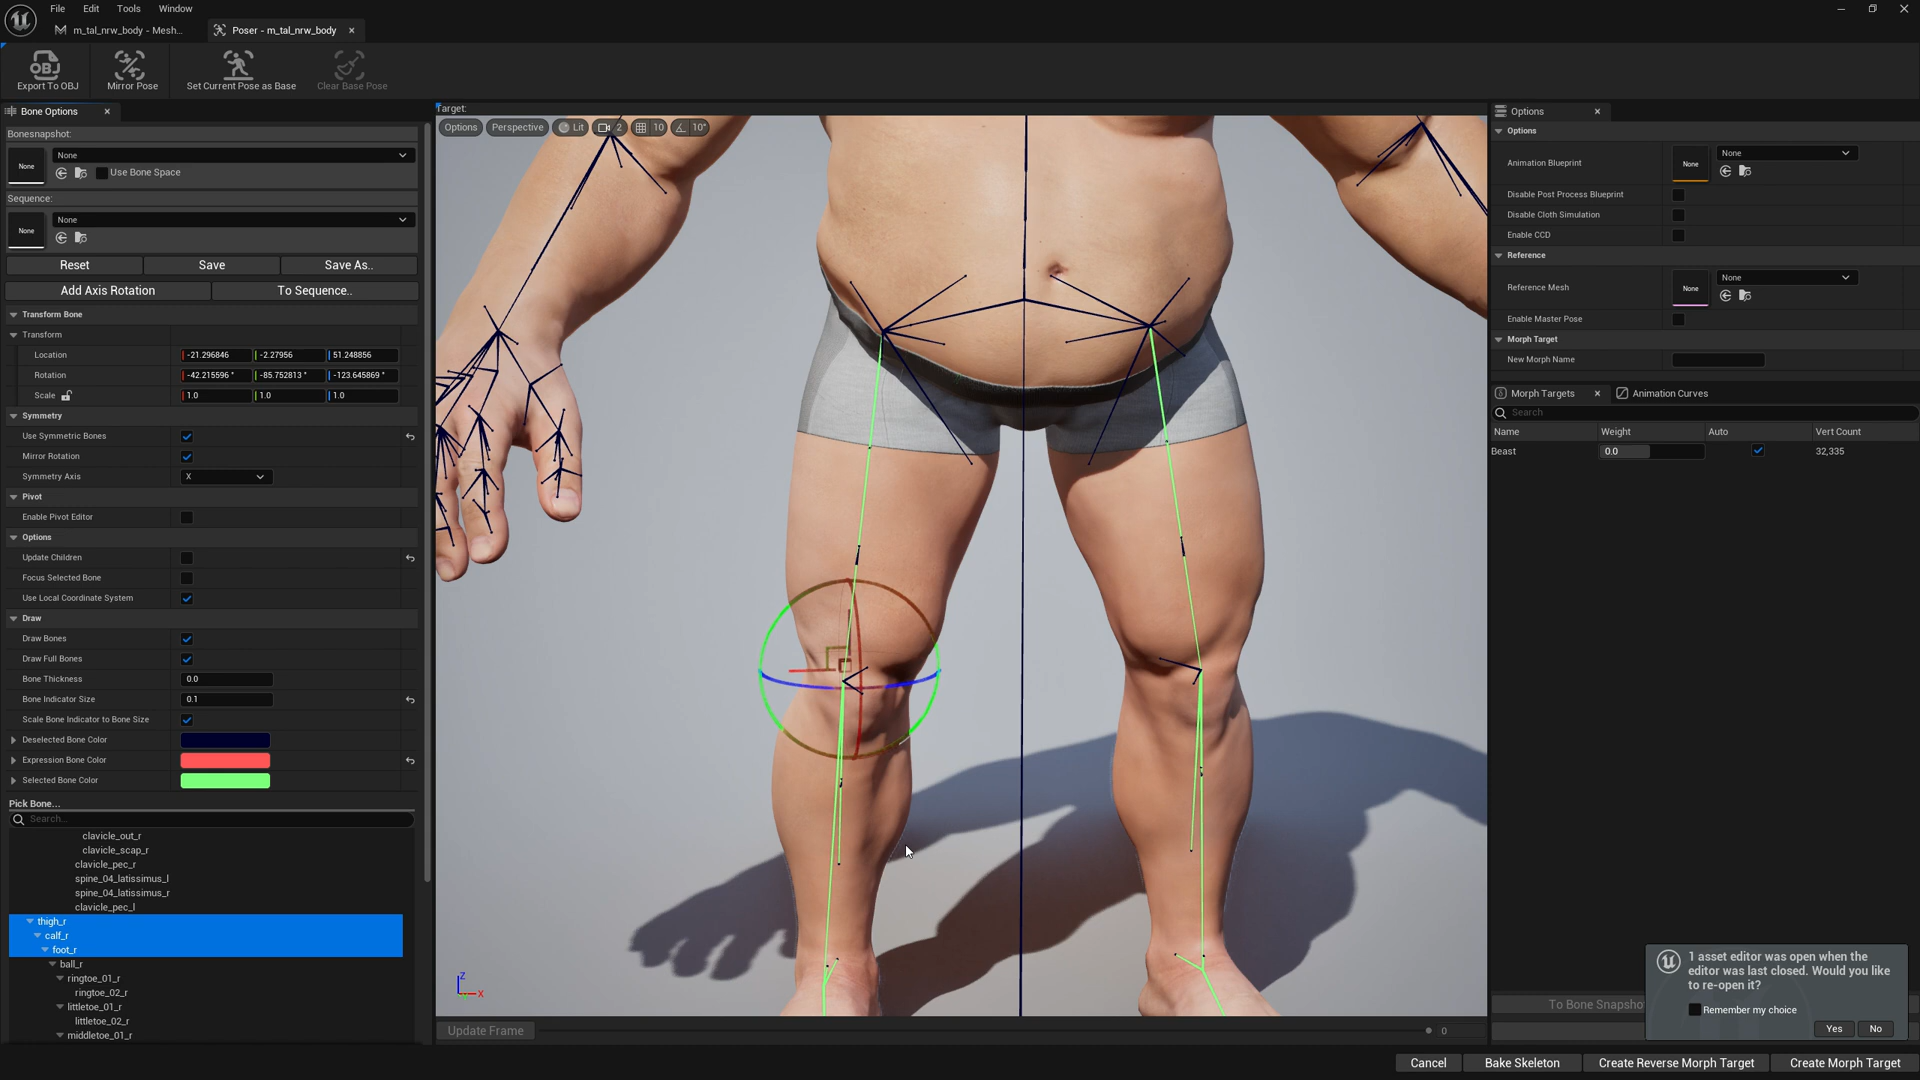 File Edit Tools Window
m_tal_nrw_body - Mesh...
Poser - m_tal_nrw_body
Export To OBJ
Mirror Pose
Set Current Pose as Base
Clear Base Pose
Bone Options
Bonesnapshot:
None
None
Use Bone Space
Sequence:
None
None
Reset Save Save As..
Add Axis Rotation To Sequence..
Transform Bone
Transform
Location -21.296846 -2.27956 51.248856
Rotation -42.215596 ° -85.752813 ° -123.645869 °
Scale 1.0 1.0 1.0
Symmetry
Use Symmetric Bones
Mirror Rotation
Symmetry Axis X
Pivot
Enable Pivot Editor
Options
Update Children
Focus Selected Bone
Use Local Coordinate System
Draw
Draw Bones
Draw Full Bones
Bone Thickness 0.0
Bone Indicator Size 0.1
Scale Bone Indicator to Bone Size
Deselected Bone Color
Expression Bone Color
Selected Bone Color
Pick Bone...
Search...
clavicle_out_r
clavicle_scap_r
clavicle_pec_r
spine_04_latissimus_l
spine_04_latissimus_r
clavicle_pec_l
thigh_r
calf_r
foot_r
ball_r
ringtoe_01_r
ringtoe_02_r
littletoe_01_r
littletoe_02_r
middletoe_01_r
Target:
Options Perspective Lit 2 10 10°
Z
X
Update Frame 0
Options
Options
Animation Blueprint None None
Disable Post Process Blueprint
Disable Cloth Simulation
Enable CCD
Reference
Reference Mesh None None
Enable Master Pose
Morph Target
New Morph Name
Morph Targets Animation Curves
Search
Name Weight Auto Vert Count
Beast 0.0 32,335
To Bone Snapsho
1 asset editor was open when the
editor was last closed. Would you like
to re-open it?
Remember my choice
Yes No
Cancel Bake Skeleton Create Reverse Morph Target Create Morph Target